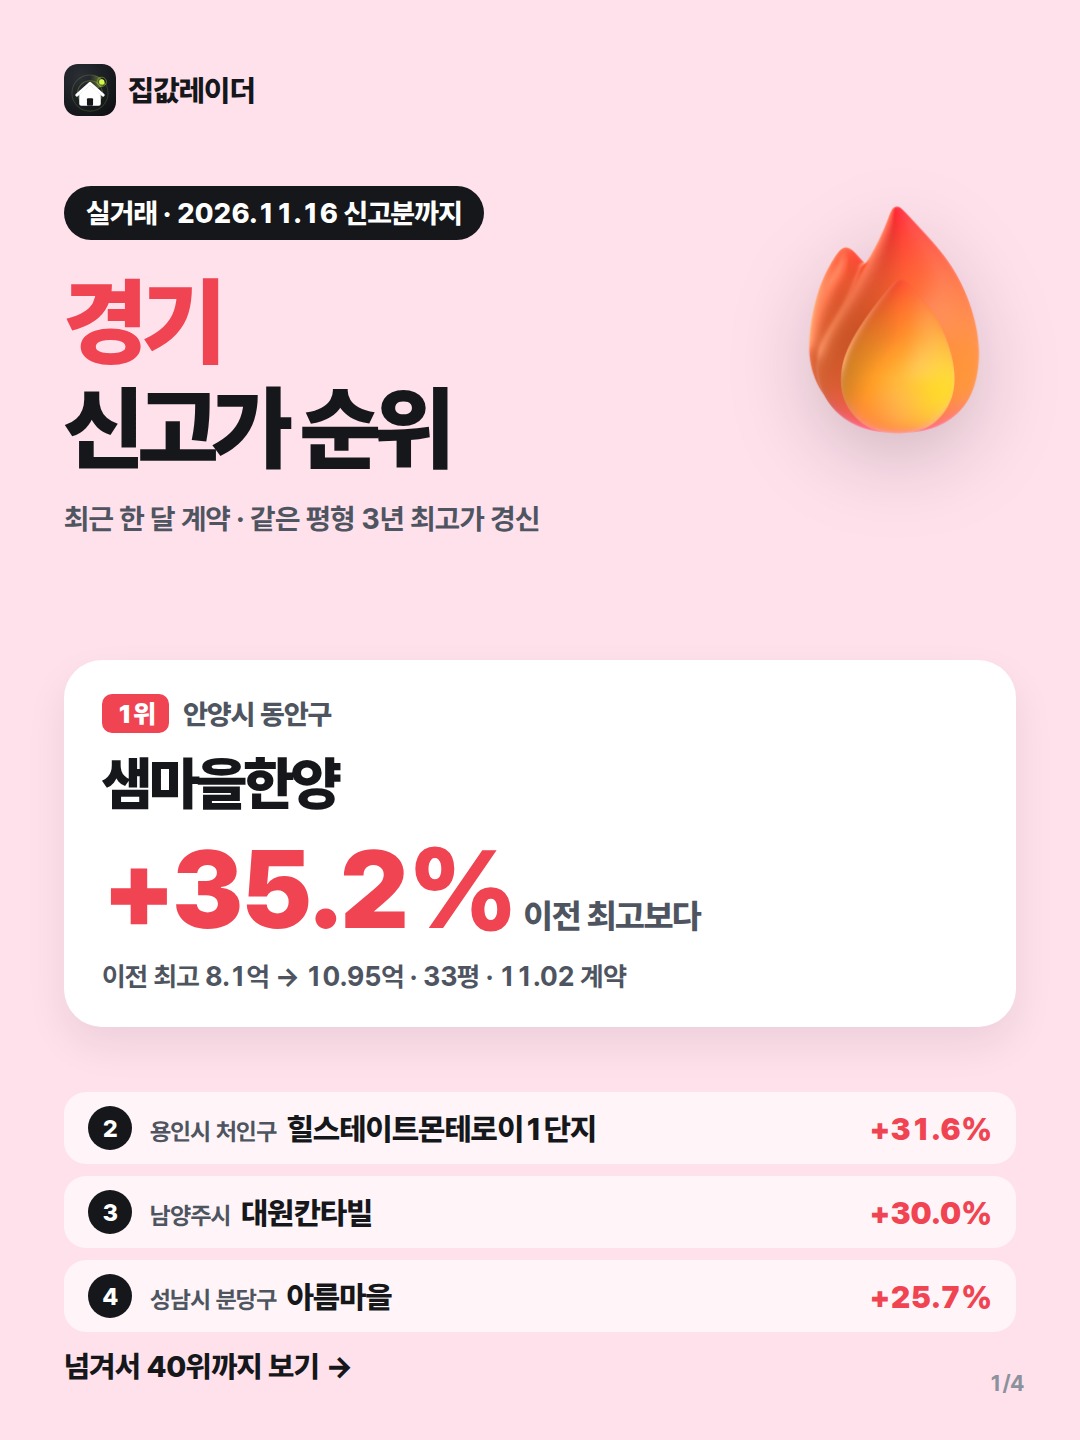 집값레이더
실거래 · 2026.11.16 신고분까지
경기
신고가 순위
최근 한 달 계약 · 같은 평형 3년 최고가 경신
1위 안양시 동안구
샘마을한양
+35.2% 이전 최고보다
이전 최고 8.1억 → 10.95억 · 33평 · 11.02 계약
2 용인시 처인구 힐스테이트몬테로이1단지 +31.6%
3 남양주시 대원칸타빌 +30.0%
4 성남시 분당구 아름마을 +25.7%
넘겨서 40위까지 보기 →
1/4